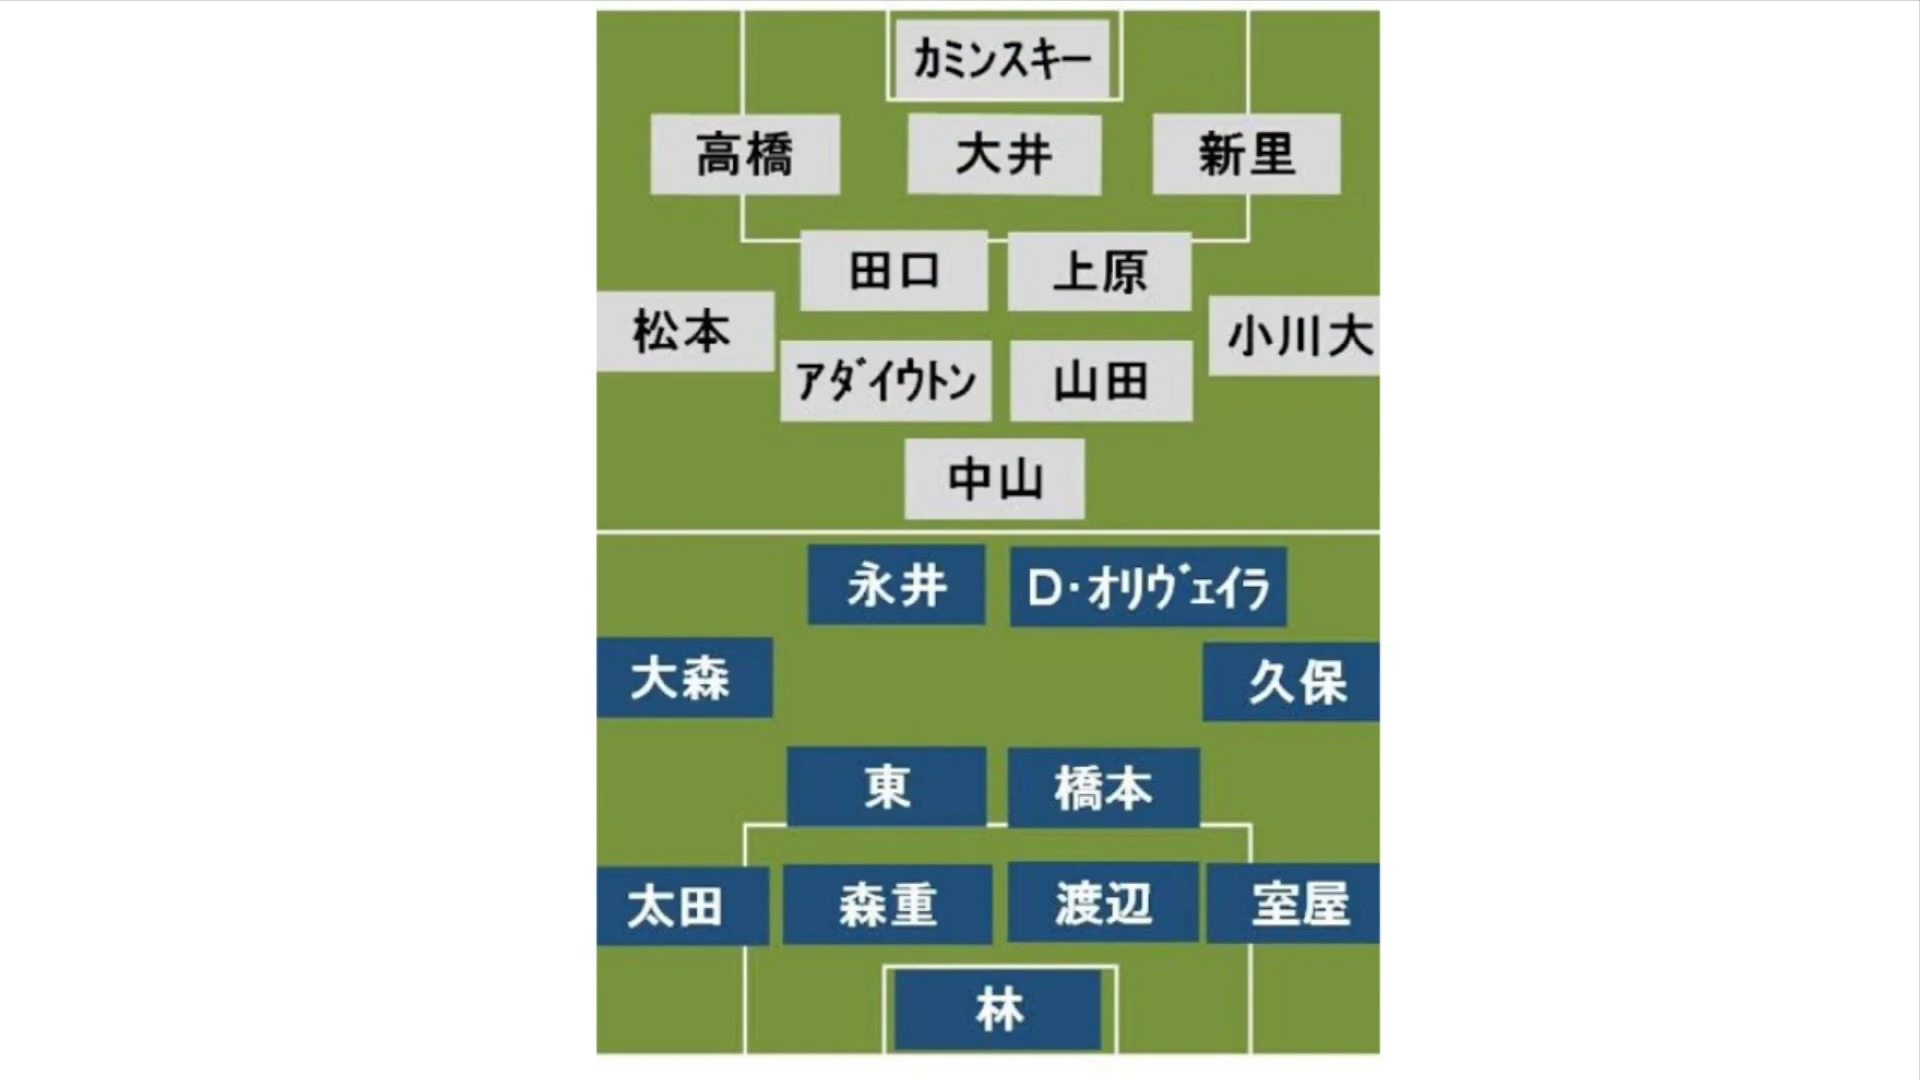 ｶﾐﾝｽｷｰ
高橋 大井 新里
田口 上原
松本 小川大
ｱﾀﾞｲｳﾄﾝ 山田
中山
永井 D･ｵﾘｳﾞｪｲﾗ
大森 久保
東 橋本
太田 森重 渡辺 室屋
林